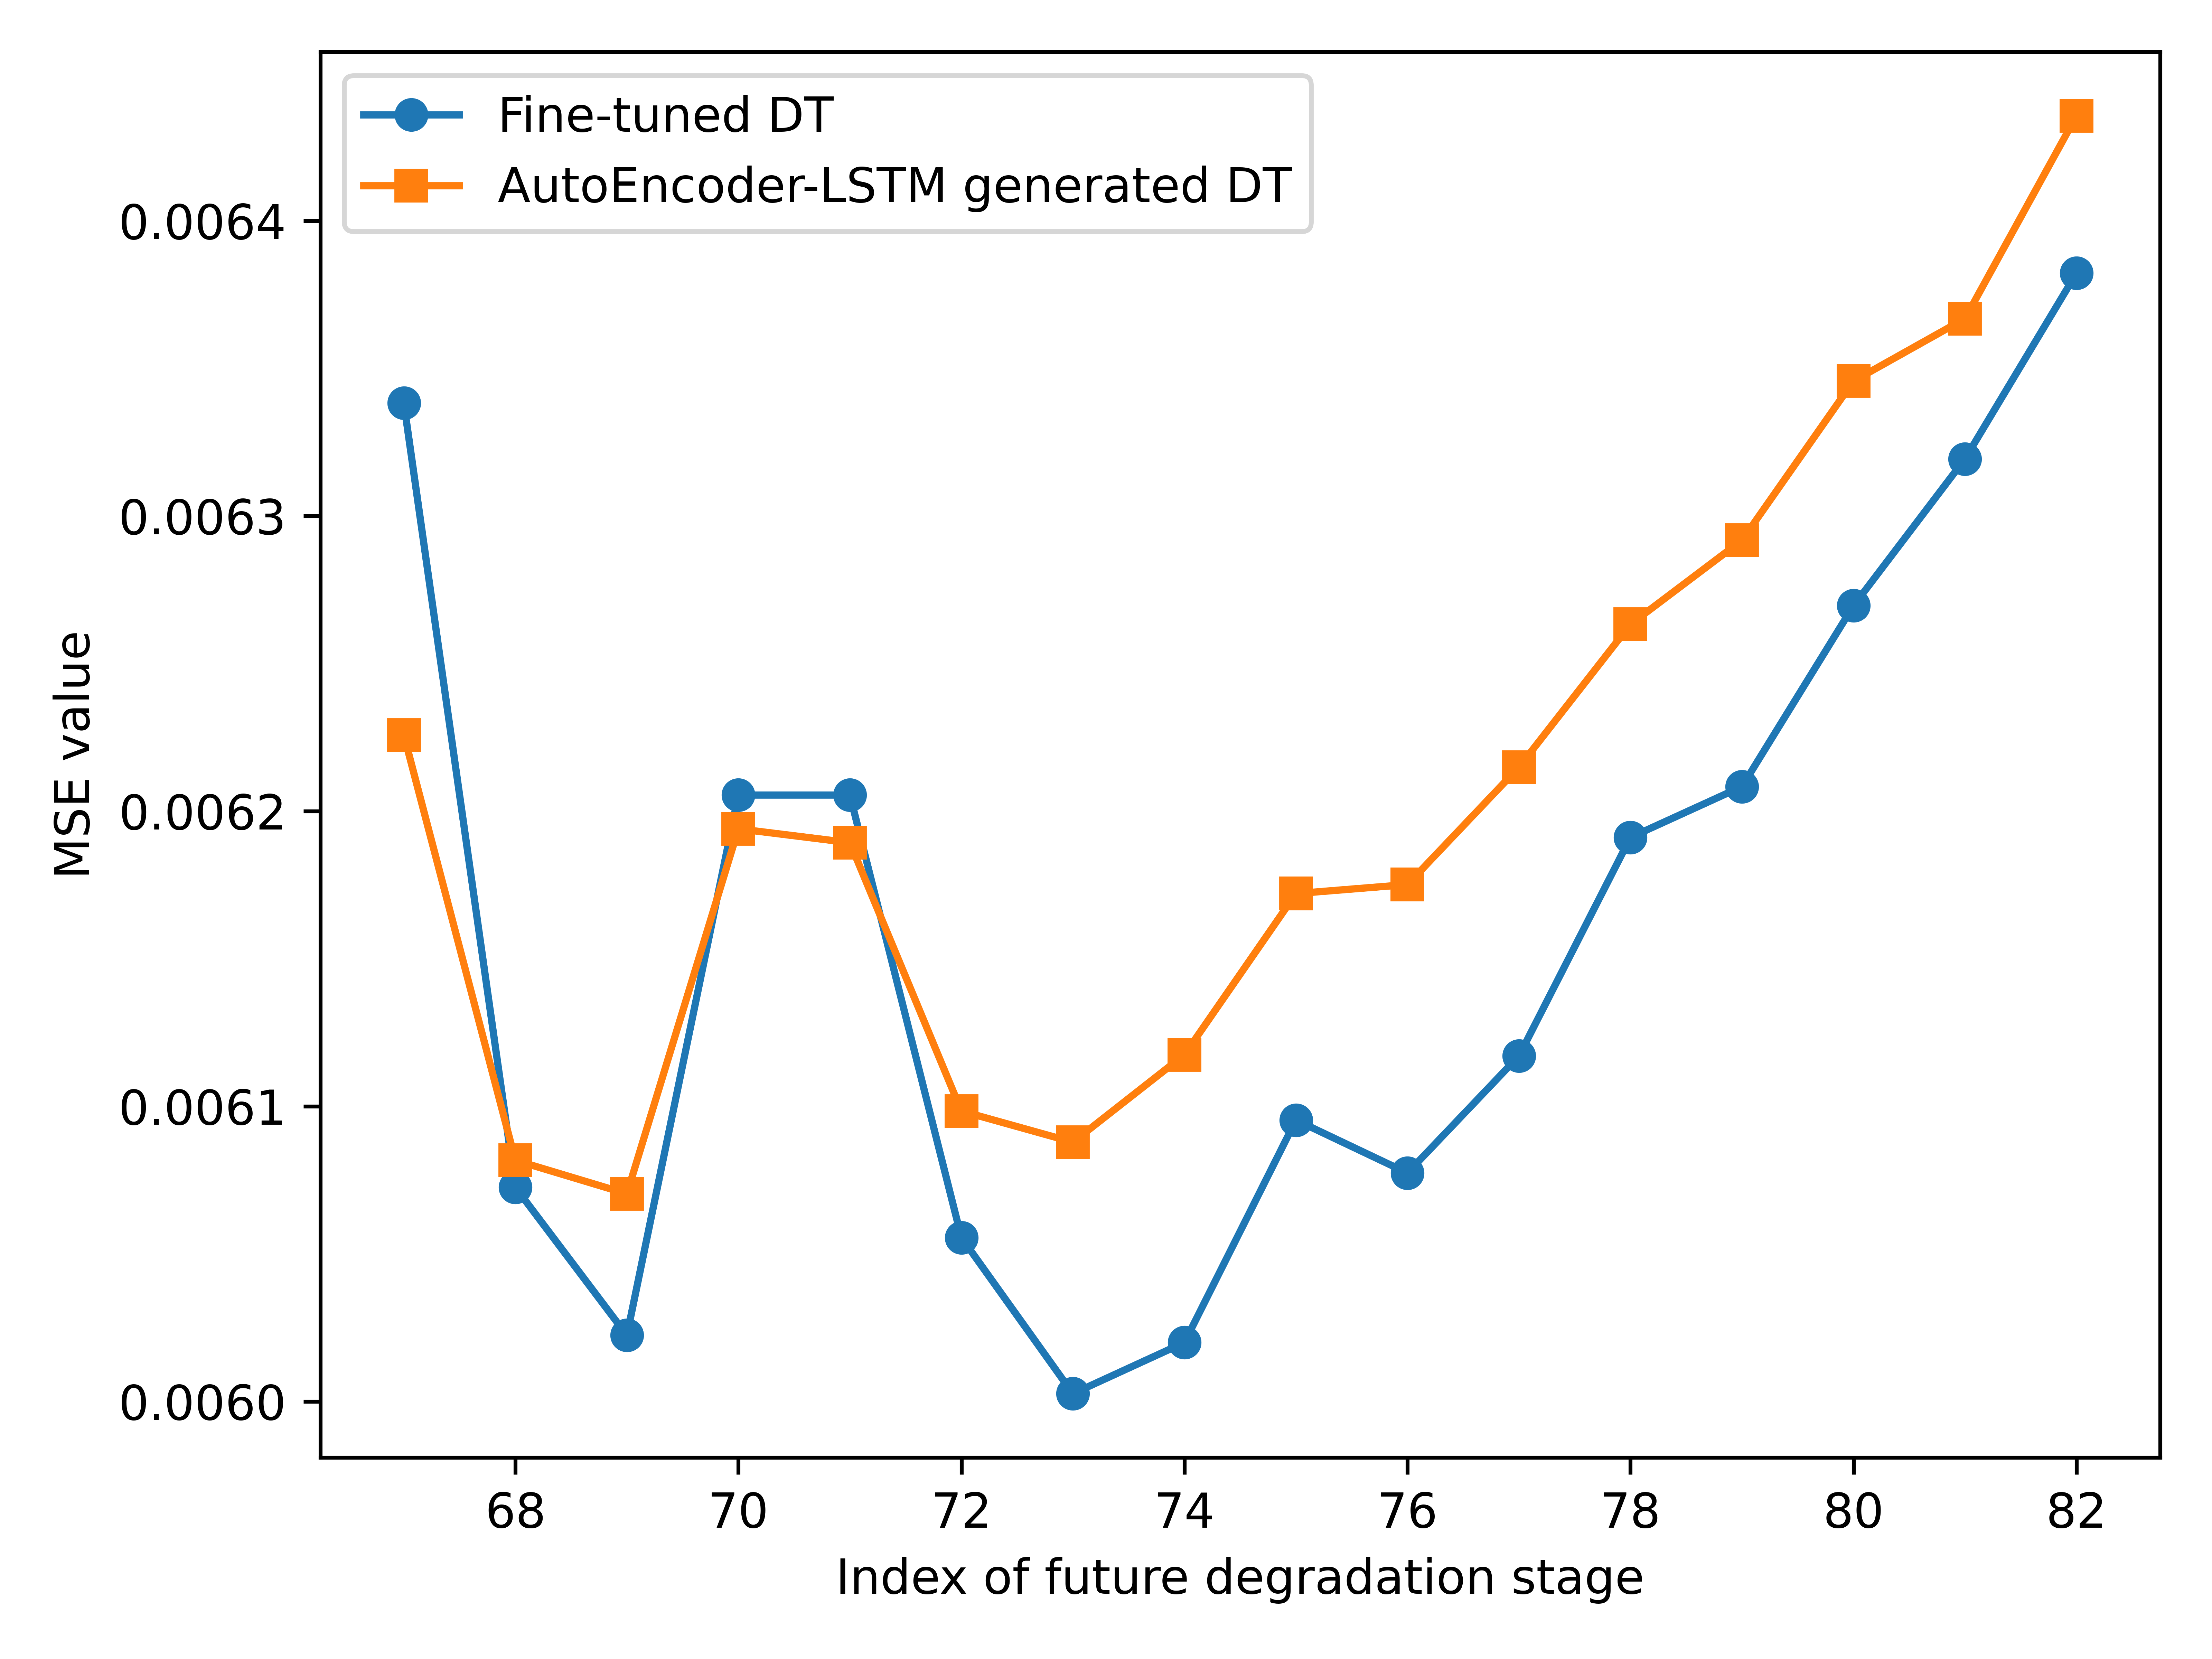 Fine-tuned DT
AutoEncoder-LSTM generated DT
0.0064
0.0063
0.0062
0.0061
0.0060
MSE value
68 70 72 74 76 78 80 82
Index of future degradation stage